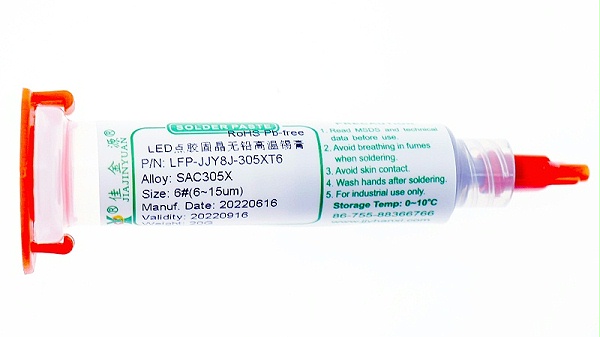 佳金源®
JIAJINYUAN
SOLDER PASTE
RoHS Pb-free
LED点胶固晶无铅高温锡膏
P/N: LFP-JJY8J-305XT6
Alloy: SAC305X
Size: 6#(6~15um)
Manuf. Date: 20220616
Validity: 20220916
Weight: 20G
1. Read MSDS and technical
data before use.
2. Avoid breathing in fumes
when soldering.
3. Avoid skin contact.
4. Wash hands after soldering.
5. For industrial use only.
Storage Temp: 0~10°C
86-755-88366766